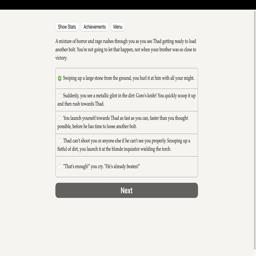 Show Stats Achievements Menu
A mixture of horror and rage rushes through you as you see Thad getting ready to load
another bolt. You're not going to let that happen, not when your brother was so close to
victory.
Swiping up a large stone from the ground, you hurl it at him with all your might.
Suddenly, you see a metallic glint in the dirt: Goro's knife! You quickly scoop it up
and then rush towards Thad.
You launch yourself towards Thad as fast as you can, faster than you thought
possible, before he has time to loose another bolt.
Thad can't shoot you or anyone else if he can't see you properly. Scooping up a
fistful of dirt, you launch it at the blonde inquisitor wielding the torch.
"That's enough!" you cry. "He's already beaten!"
Next